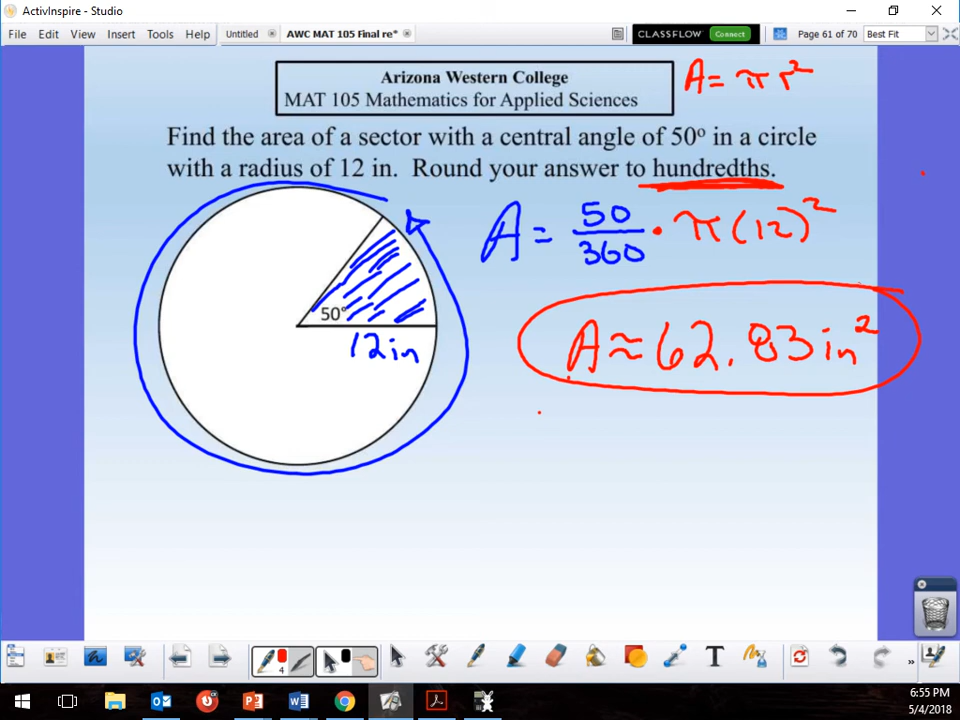 ActivInspire - Studio
File Edit View Insert Tools Help Untitled AWC MAT 105 Final re* CLASSFLOW Connect Page 61 of 70 Best Fit
Arizona Western College
MAT 105 Mathematics for Applied Sciences
A = π r²
Find the area of a sector with a central angle of 50° in a circle
with a radius of 12 in. Round your answer to hundredths.
A = 50/360 • π(12)²
50°
12in
A ≈ 62.83 in²
4
T
»
6:55 PM
5/4/2018